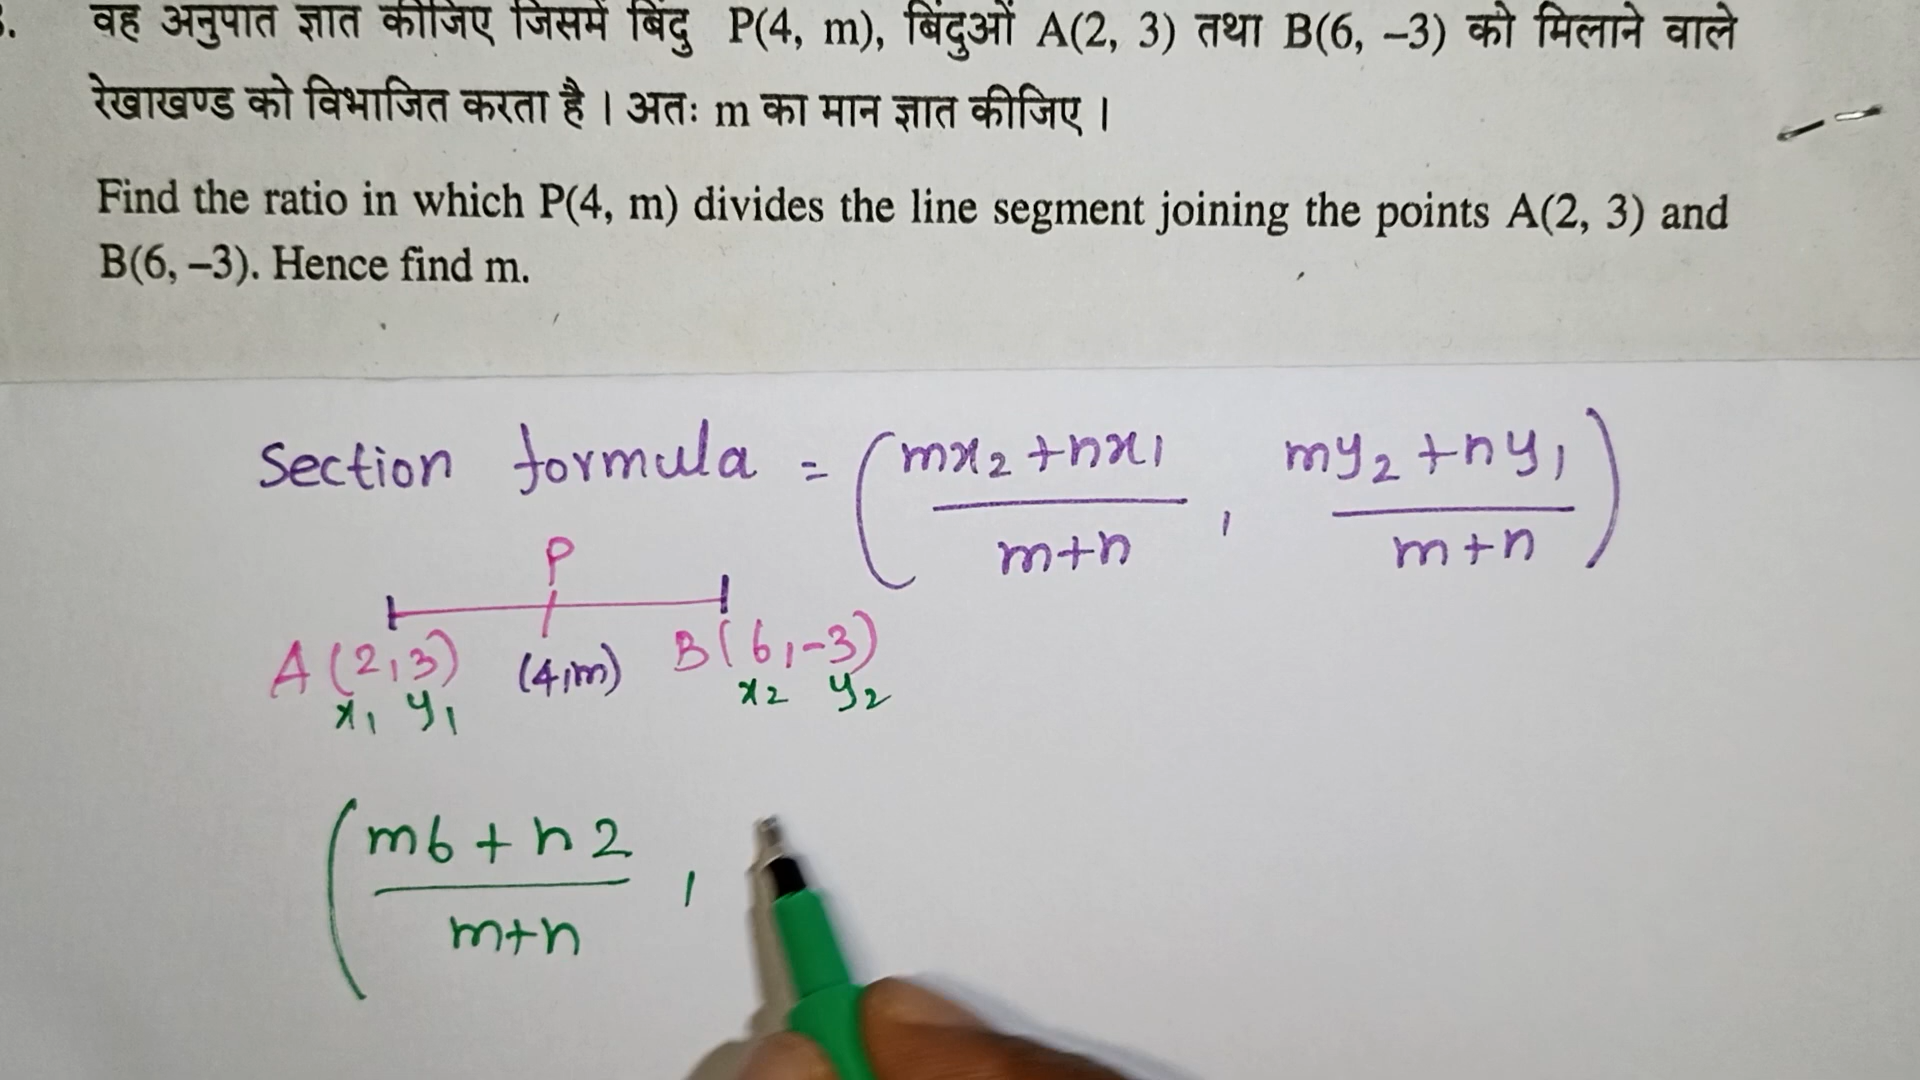 वह अनुपात ज्ञात कीजिए जिसमें बिंदु P(4, m), बिंदुओं A(2, 3) तथा B(6, –3) को मिलाने वाले
रेखाखण्ड को विभाजित करता है । अतः m का मान ज्ञात कीजिए ।
Find the ratio in which P(4, m) divides the line segment joining the points A(2, 3) and
B(6, –3). Hence find m.
Section formula = (mx₂+nx₁/m+n , my₂+ny₁/m+n)
P
A(2,3) (4,m) B(6,-3)
x₁ y₁ x₂ y₂
(m6+n2/m+n ,